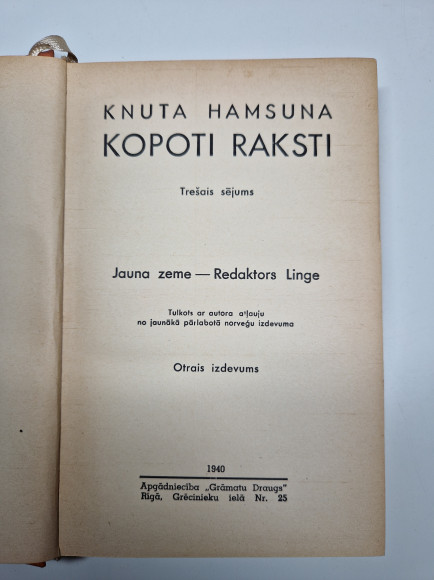 KNUTA HAMSUNA
KOPOTI RAKSTI
Trešais sējums
Jauna zeme — Redaktors Linge
Tulkots ar autora atļauju
no jaunākā pārlabotā norveģu izdevuma
Otrais izdevums
1940
Apgādniecība „Grāmatu Draugs"
Rīgā, Grēcinieku ielā Nr. 25